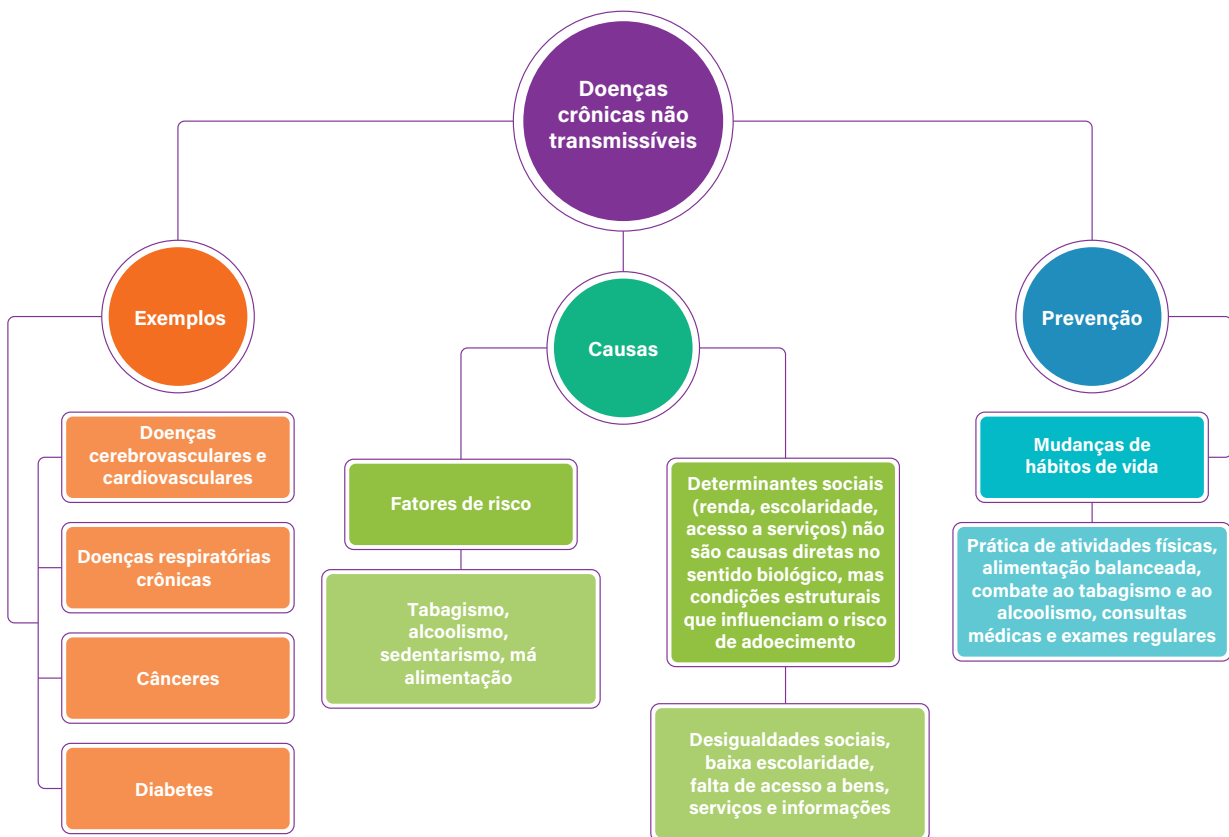 Doenças
crônicas não
transmissíveis
Exemplos
Doenças
cerebrovasculares e
cardiovasculares
Doenças respiratórias
crônicas
Cânceres
Diabetes
Causas
Fatores de risco
Tabagismo,
alcoolismo,
sedentarismo, má
alimentação
Determinantes sociais
(renda, escolaridade,
acesso a serviços) não
são causas diretas no
sentido biológico, mas
condições estruturais
que influenciam o risco
de adoecimento
Desigualdades sociais,
baixa escolaridade,
falta de acesso a bens,
serviços e informações
Prevenção
Mudanças de
hábitos de vida
Prática de atividades físicas,
alimentação balanceada,
combate ao tabagismo e ao
alcoolismo, consultas
médicas e exames regulares